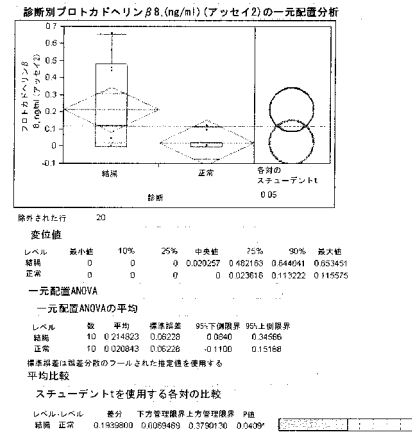 診断別プロトカドヘリンβ8,(ng/ml)(アッセイ2)の一元配置分析
プロトカドヘリンβ
8, ng/ml (アッセイ2)
0.7
0.6
0.5
0.4
0.3
0.2
0.1
0
-0.1
結腸 正常
診断
各対の
スチューデントt
0.05
除外された行 20
変位値
レベル 最小値 10% 25% 中央値 75% 90% 最大値
結腸 0 0 0 0.482163 0.644041 0.653451
正常 0 0 0 0 0.023616 0.113222 0.115575
一元配置ANOVA
一元配置ANOVAの平均
レベル 数 平均 標準誤差 95%下側限界 95%上側限界
結腸 10 0.214823 0.06228 0.0840 0.34566
正常 10 0.020843 0.06228 -0.1100 0.15168
標準誤差は誤差分散のプールされた推定値を使用する
平均比較
スチューデントtを使用する各対の比較
レベル - レベル 差分 下方管理限界 上方管理限界 P値
結腸 正常 0.1939800 0.3790130 0.0409*